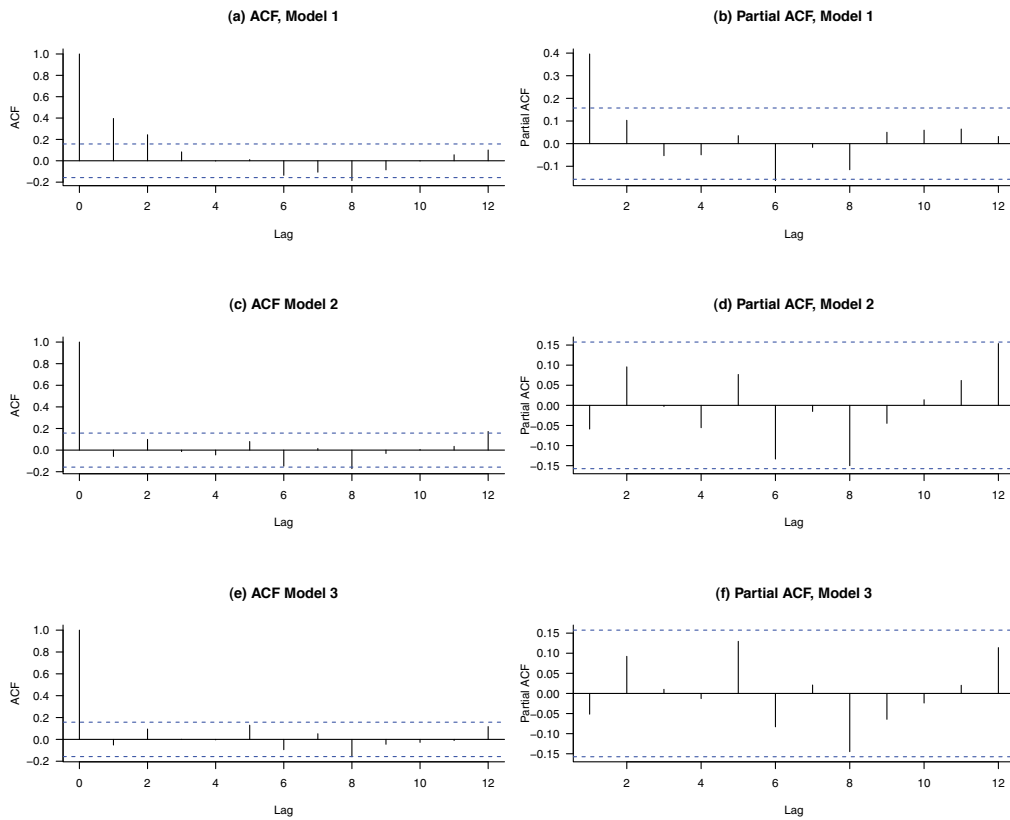 (a) ACF, Model 1
ACF
1.0
0.8
0.6
0.4
0.2
0.0
−0.2
0 2 4 6 8 10 12
Lag
(b) Partial ACF, Model 1
Partial ACF
0.4
0.3
0.2
0.1
0.0
−0.1
2 4 6 8 10 12
Lag
(c) ACF Model 2
ACF
1.0
0.8
0.6
0.4
0.2
0.0
−0.2
0 2 4 6 8 10 12
Lag
(d) Partial ACF, Model 2
Partial ACF
0.15
0.10
0.05
0.00
−0.05
−0.10
−0.15
2 4 6 8 10 12
Lag
(e) ACF Model 3
ACF
1.0
0.8
0.6
0.4
0.2
0.0
−0.2
0 2 4 6 8 10 12
Lag
(f) Partial ACF, Model 3
Partial ACF
0.15
0.10
0.05
0.00
−0.05
−0.10
−0.15
2 4 6 8 10 12
Lag